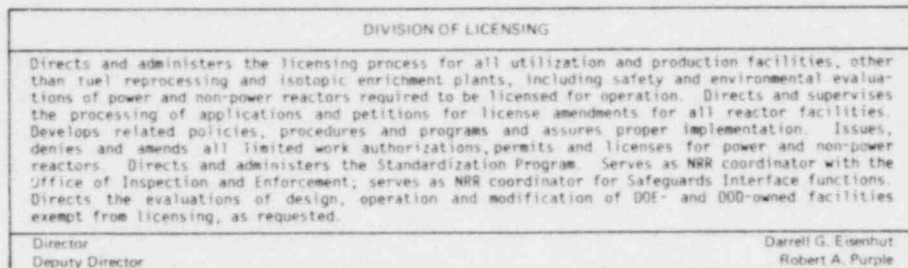 DIVISION OF LICENSING
Directs and administers the licensing process for all utilization and production facilities, other
than fuel reprocessing and isotopic enrichment plants, including safety and environmental evalua-
tions of power and non-power reactors required to be licensed for operation. Directs and supervises
the processing of applications and petitions for license amendments for all reactor facilities.
Develops related policies, procedures and programs and assures proper implementation. Issues,
denies and amends all limited work authorizations, permits and licenses for power and non-power
reactors. Directs and administers the Standardization Program. Serves as NRR coordinator with the
Office of Inspection and Enforcement; serves as NRR coordinator for Safeguards Interface functions.
Directs the evaluations of design, operation and modification of DOE- and DOD-owned facilities
exempt from licensing, as requested.
Director Darrell G. Eisenhut
Deputy Director Robert A. Purple